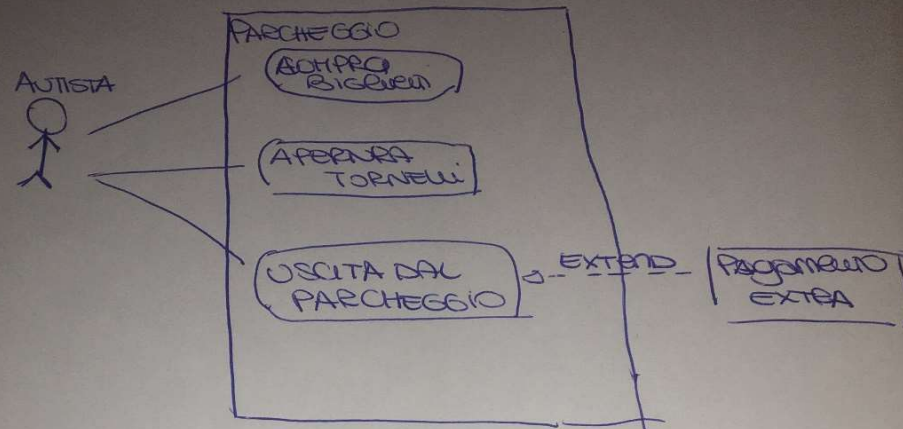 PARCHEGGIO
AUTISTA
COMPRA
BIGLIETTI
APERTURA
TORNELLI
USCITA DAL
PARCHEGGIO
EXTEND
PAGAMENTO
EXTRA